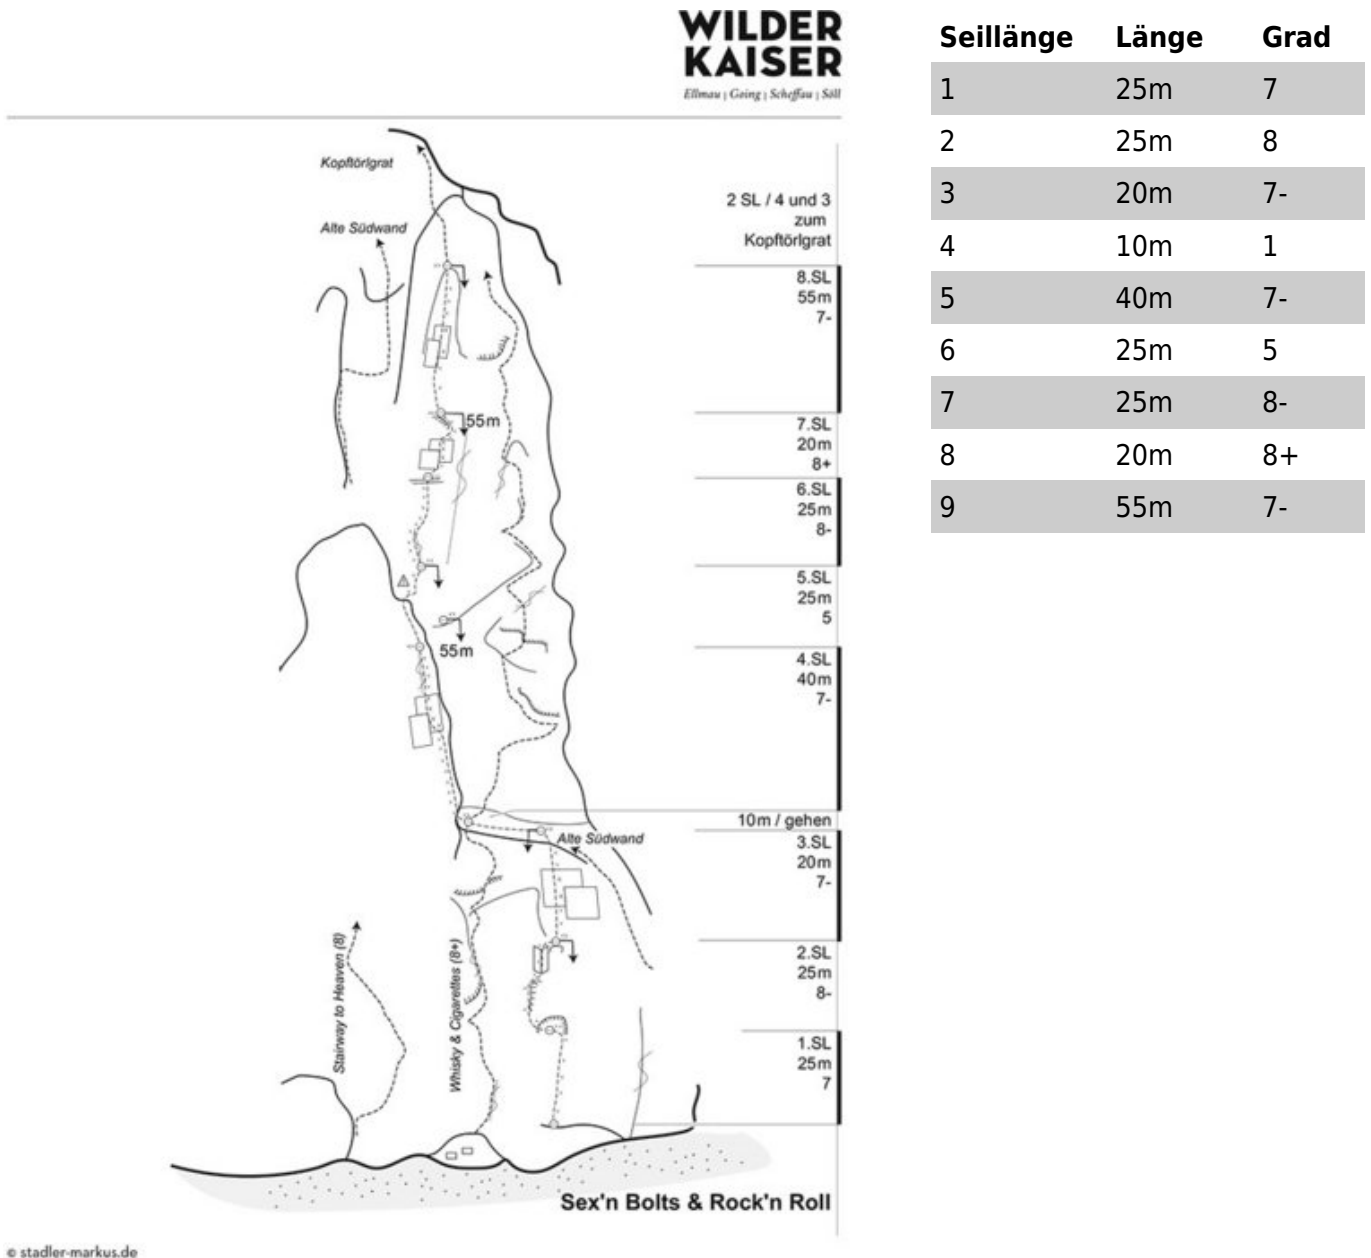 WILDER
KAISER
Ellmau | Going | Scheffau | Söll
Kopftörlgrat
Alte Südwand
2 SL / 4 und 3
zum
Kopftörlgrat
8.SL
55m
7-
55m
7.SL
20m
8+
6.SL
25m
8-
5.SL
25m
5
55m
4.SL
40m
7-
10m / gehen
Alte Südwand
3.SL
20m
7-
Stairway to Heaven (8)
Whisky & Cigarettes (8+)
2.SL
25m
8-
1.SL
25m
7
Sex'n Bolts & Rock'n Roll
© stadler-markus.de
Seillänge Länge Grad
1 25m 7
2 25m 8
3 20m 7-
4 10m 1
5 40m 7-
6 25m 5
7 25m 8-
8 20m 8+
9 55m 7-